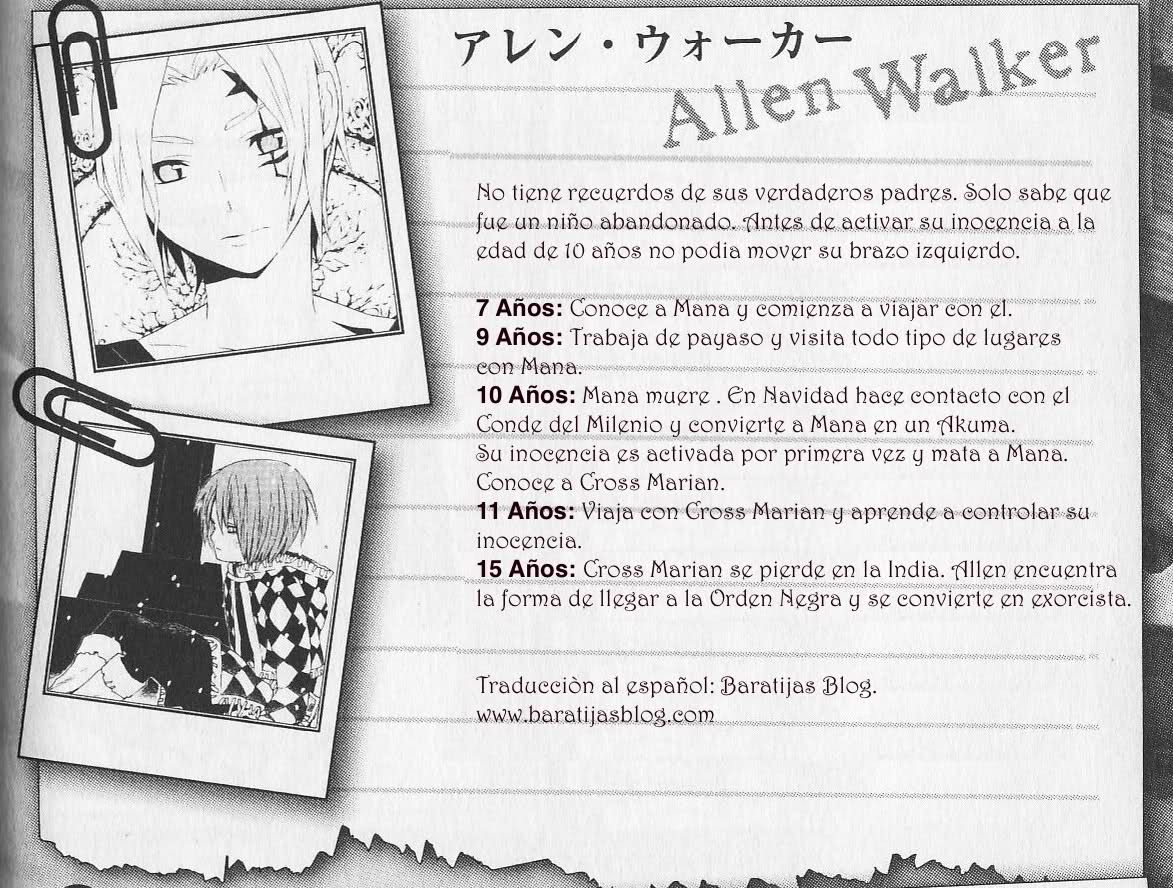 アレン・ウォーカー
Allen Walker
No tiene recuerdos de sus verdaderos padres. Solo sabe que
fue un niño abandonado. Antes de activar su inocencia a la
edad de 10 años no podia mover su brazo izquierdo.
7 Años: Conoce a Mana y comienza a viajar con el.
9 Años: Trabaja de payaso y visita todo tipo de lugares
con Mana.
10 Años: Mana muere . En Navidad hace contacto con el
Conde del Milenio y convierte a Mana en un Akuma.
Su inocencia es activada por primera vez y mata a Mana.
Conoce a Cross Marian.
11 Años: Viaja con Cross Marian y aprende a controlar su
inocencia.
15 Años: Cross Marian se pierde en la India. Allen encuentra
la forma de llegar a la Orden Negra y se convierte en exorcista.
Traducciòn al español: Baratijas Blog.
www.baratijasblog.com